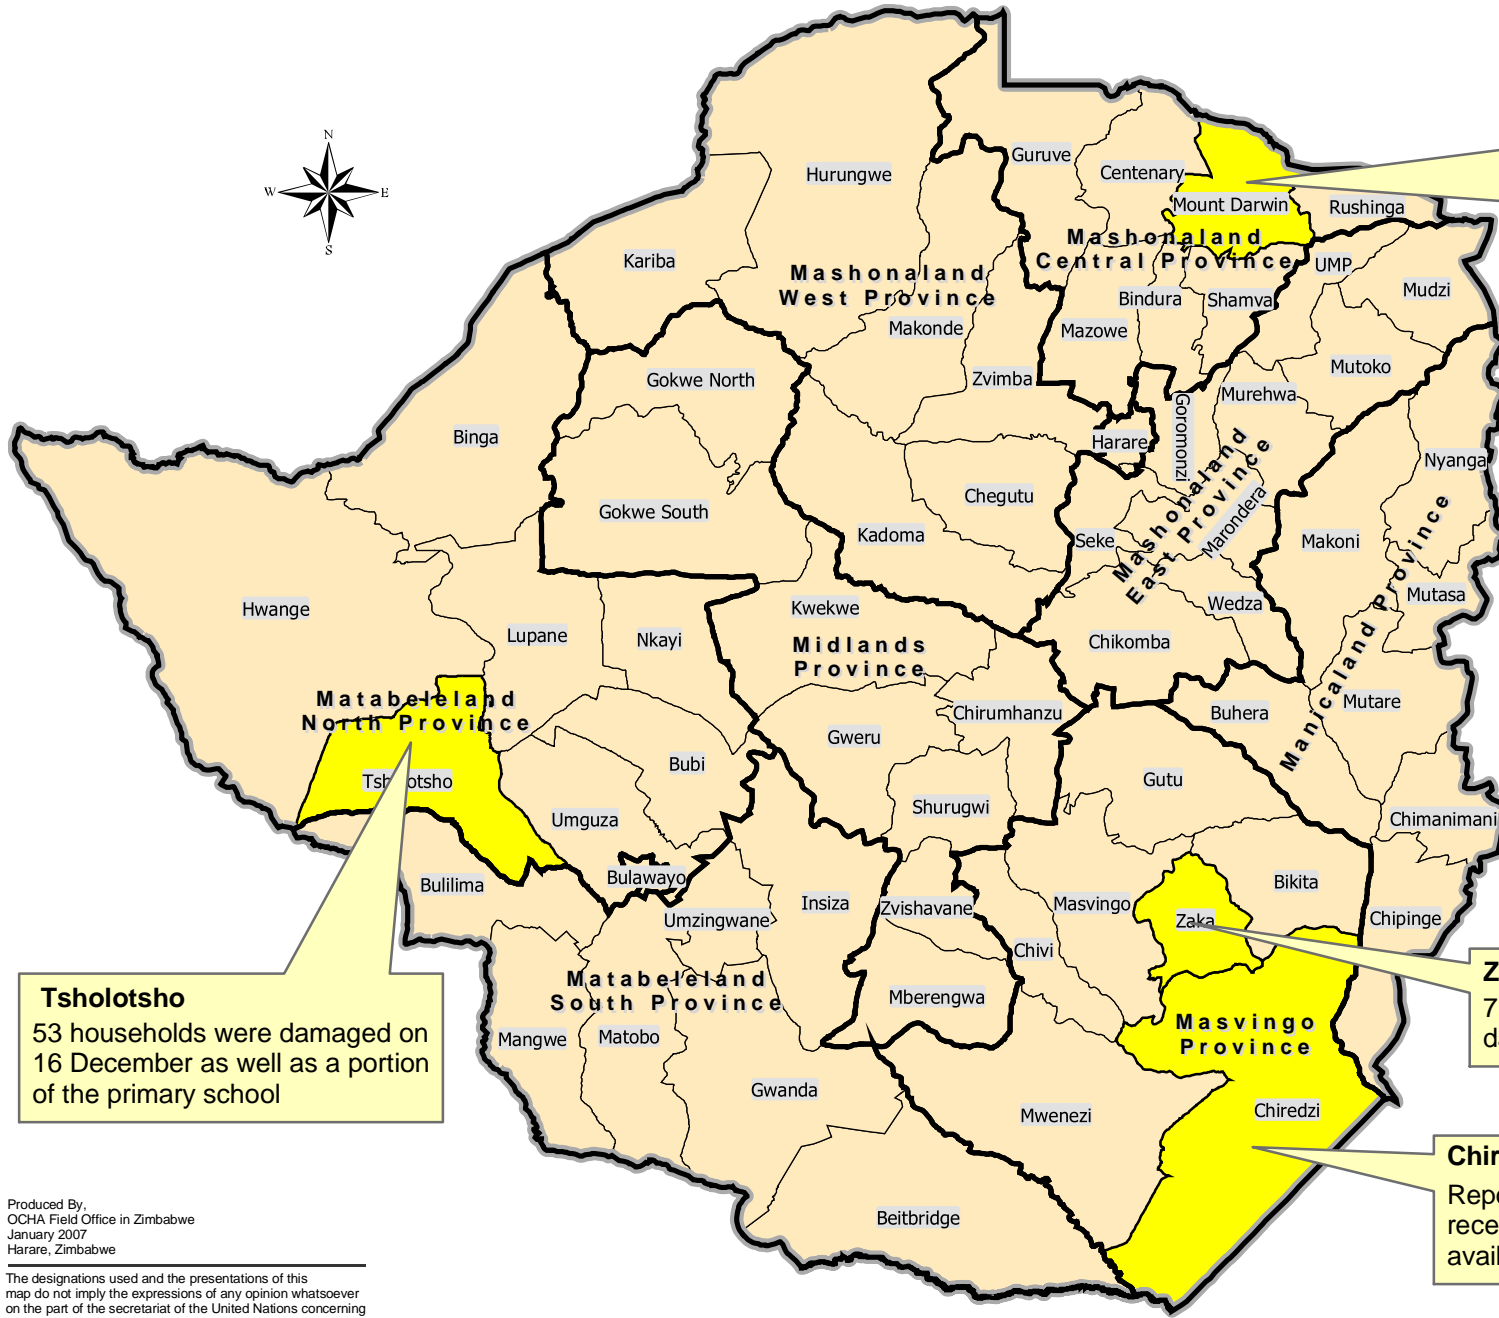 N
W E
S
Guruve
Centenary
Hurungwe
Mount Darwin
Rushinga
Mashonaland
Central Province
Kariba
UMP
Mashonaland
West Province
Mudzi
Bindura
Shamva
Makonde
Mazowe
Mutoko
Gokwe North
Zvimba
Murehwa
Goromonzi
Binga
Harare
Nyanga
Mashonaland
East Province
Chegutu
Gokwe South
Kadoma
Seke
Marondera
Makoni
Manicaland Province
Hwange
Kwekwe
Wedza
Mutasa
Lupane
Nkayi
Chikomba
Midlands
Province
Matabeleland
North Province
Mutare
Chirumhanzu
Buhera
Gweru
Bubi
Gutu
Tsholotsho
Shurugwi
Umguza
Chimanimani
Bulawayo
Bulilima
Bikita
Insiza
Zvishavane
Masvingo
Umzingwane
Zaka
Chipinge
Chivi
Matabeleland
South Province
Mberengwa
Masvingo
Province
Mangwe
Matobo
Gwanda
Mwenezi
Chiredzi
Beitbridge
Tsholotsho
53 households were damaged on
16 December as well as a portion
of the primary school
Z
7
da
Chir
Repo
rece
avail
Produced By,
OCHA Field Office in Zimbabwe
January 2007
Harare, Zimbabwe
The designations used and the presentations of this
map do not imply the expressions of any opinion whatsoever
on the part of the secretariat of the United Nations concerning